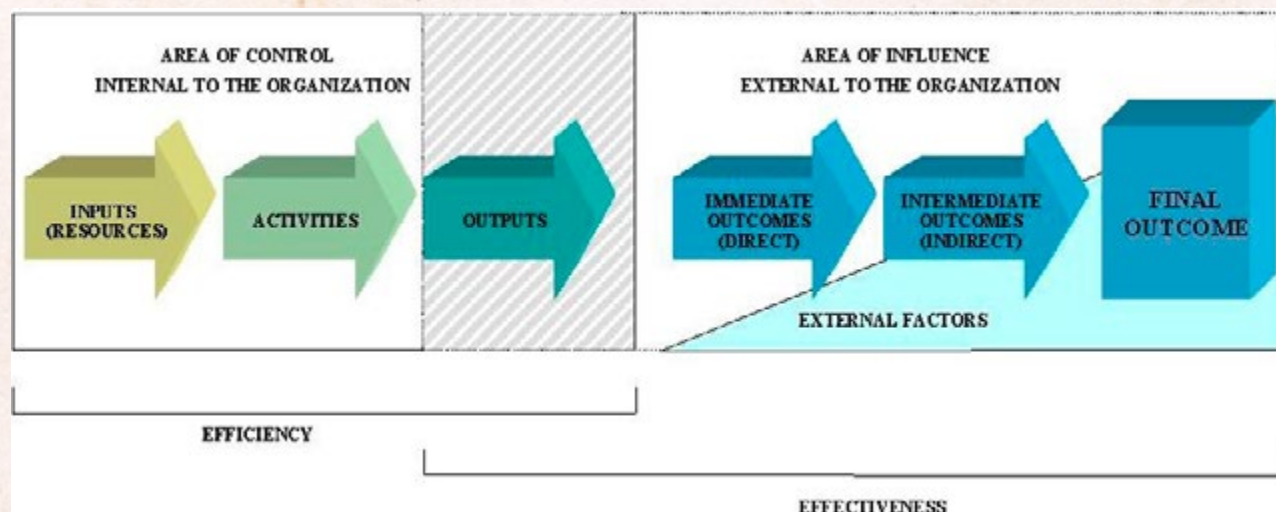 AREA OF CONTROL
INTERNAL TO THE ORGANIZATION
AREA OF INFLUENCE
EXTERNAL TO THE ORGANIZATION
INPUTS
(RESOURCES)
ACTIVITIES
OUTPUTS
IMMEDIATE
OUTCOMES
(DIRECT)
INTERMEDIATE
OUTCOMES
(INDIRECT)
FINAL
OUTCOME
EXTERNAL FACTORS
EFFICIENCY
EFFECTIVENESS